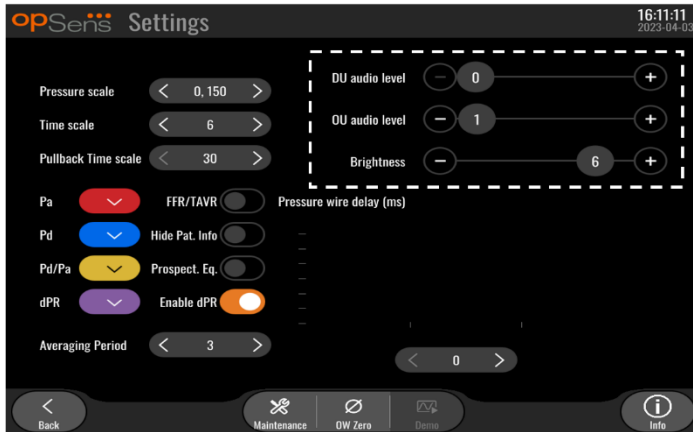 opSens Settings
16:11:11
2023-04-03
Pressure scale < 0, 150 >
Time scale < 6 >
Pullback Time scale < 30 >
DU audio level − 0 +
OU audio level − 1 +
Brightness − 6 +
Pa FFR/TAVR Pressure wire delay (ms)
Pd Hide Pat. Info
Pd/Pa Prospect. Eq.
dPR Enable dPR
Averaging Period < 3 >
< 0 >
Back Maintenance OW Zero Demo Info